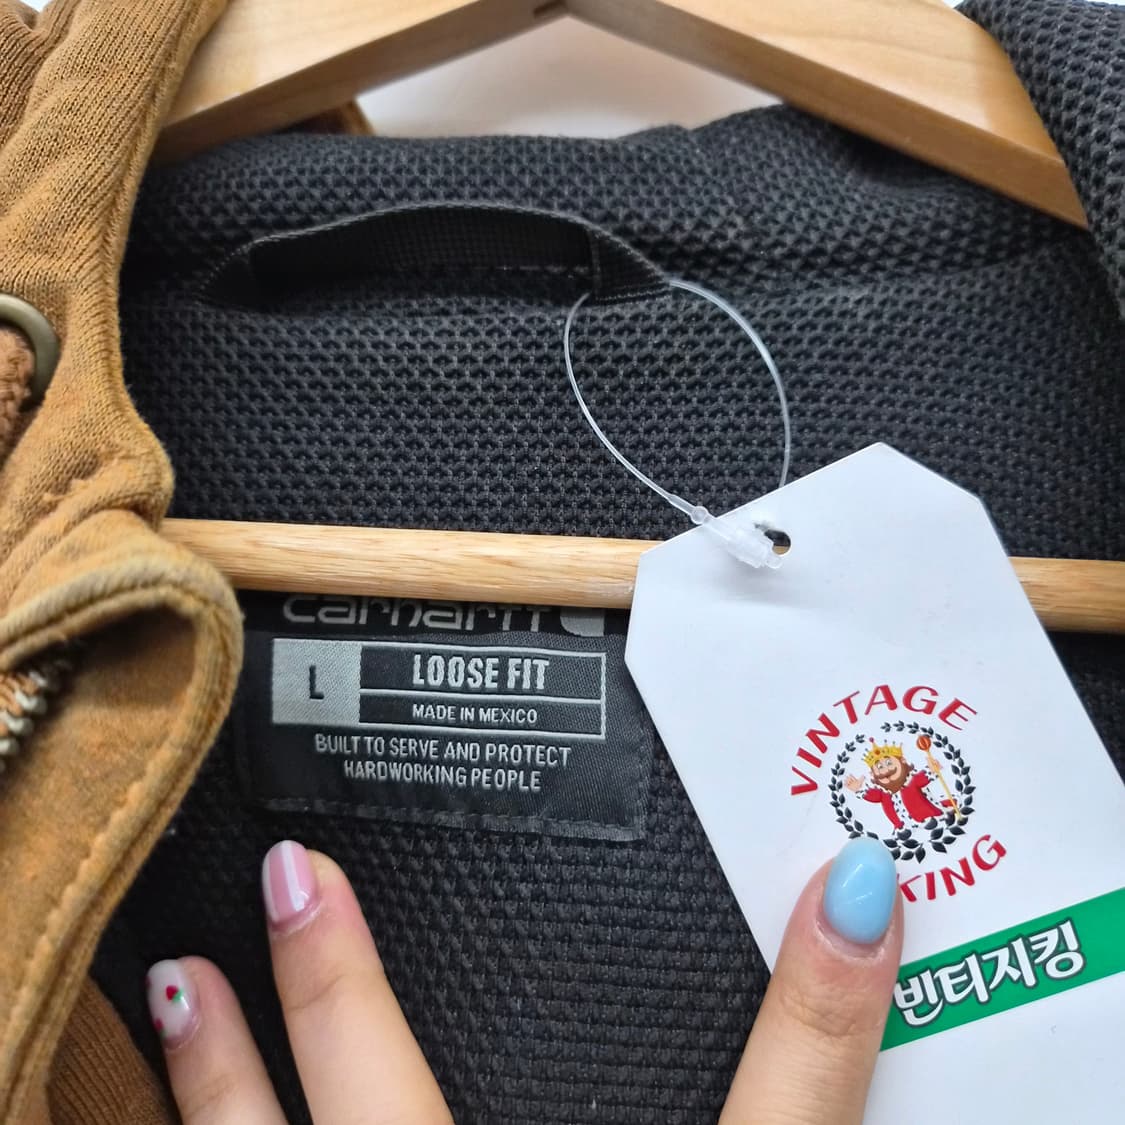 carhartt
L
LOOSE FIT
MADE IN MEXICO
BUILT TO SERVE AND PROTECT
HARDWORKING PEOPLE
VINTAGE
KING
빈티지킹